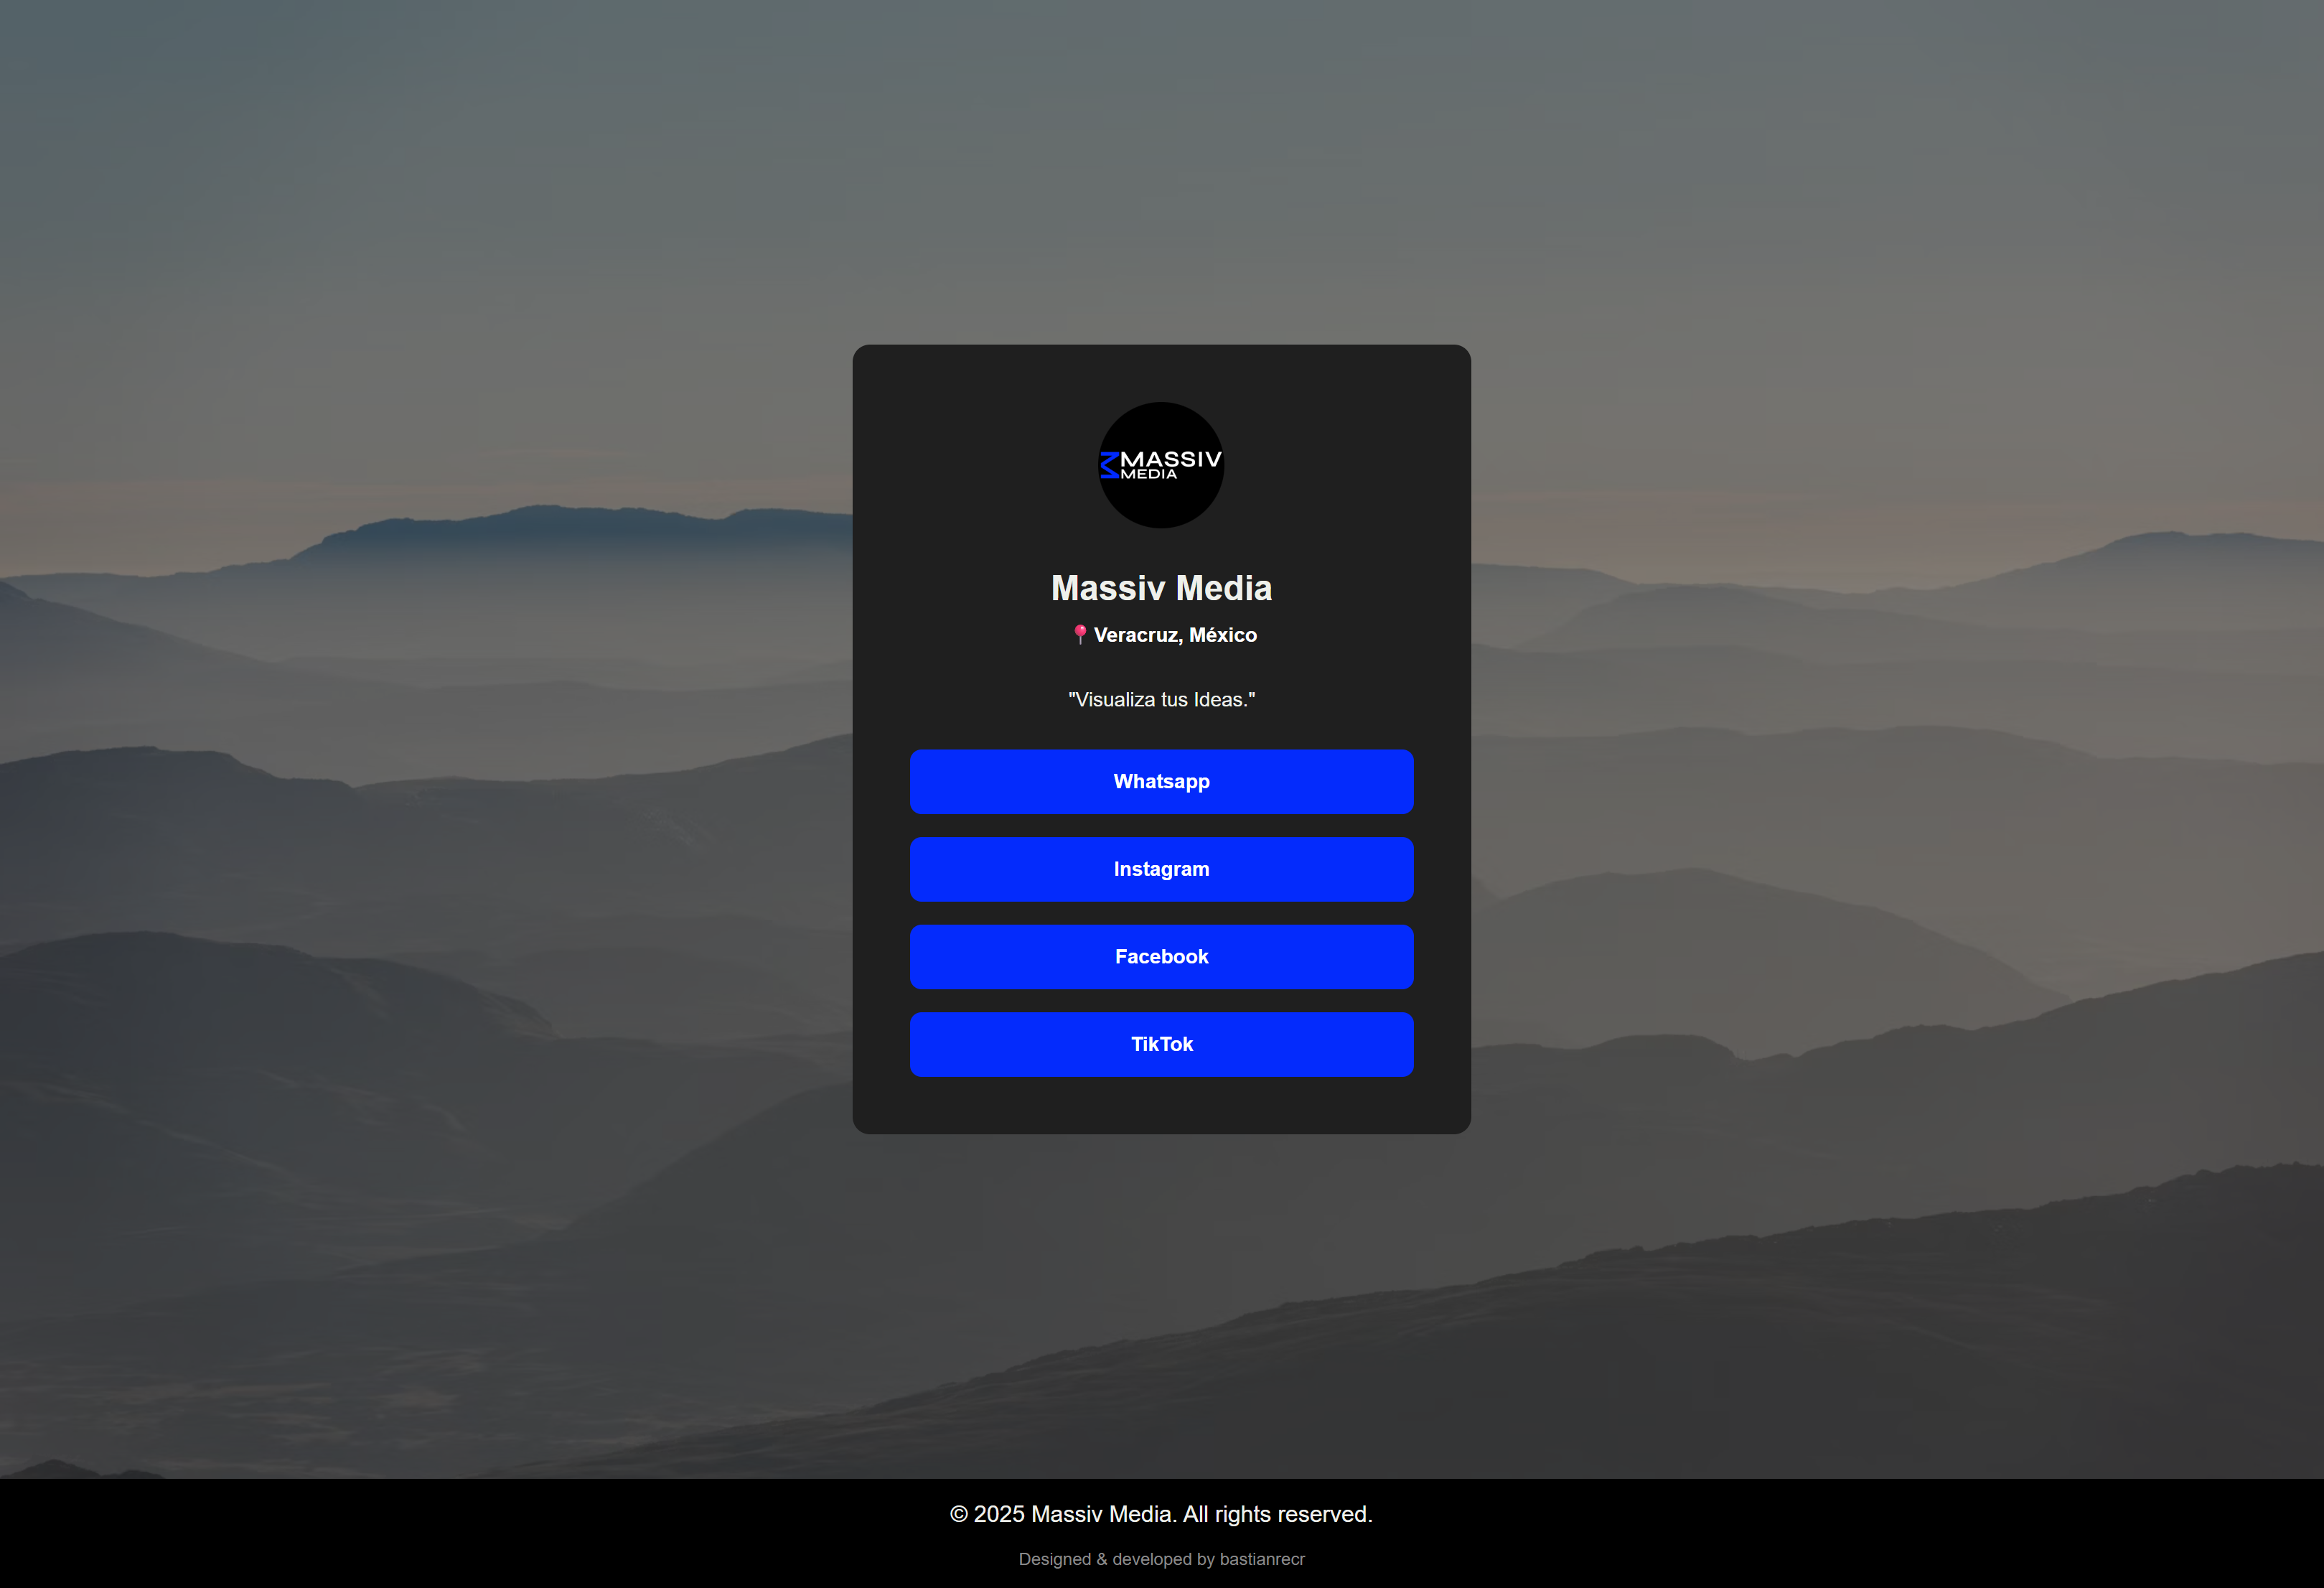 MASSIV
MEDIA
Massiv Media
📍Veracruz, México
"Visualiza tus Ideas."
Whatsapp
Instagram
Facebook
TikTok
© 2025 Massiv Media. All rights reserved.
Designed & developed by bastianrecr